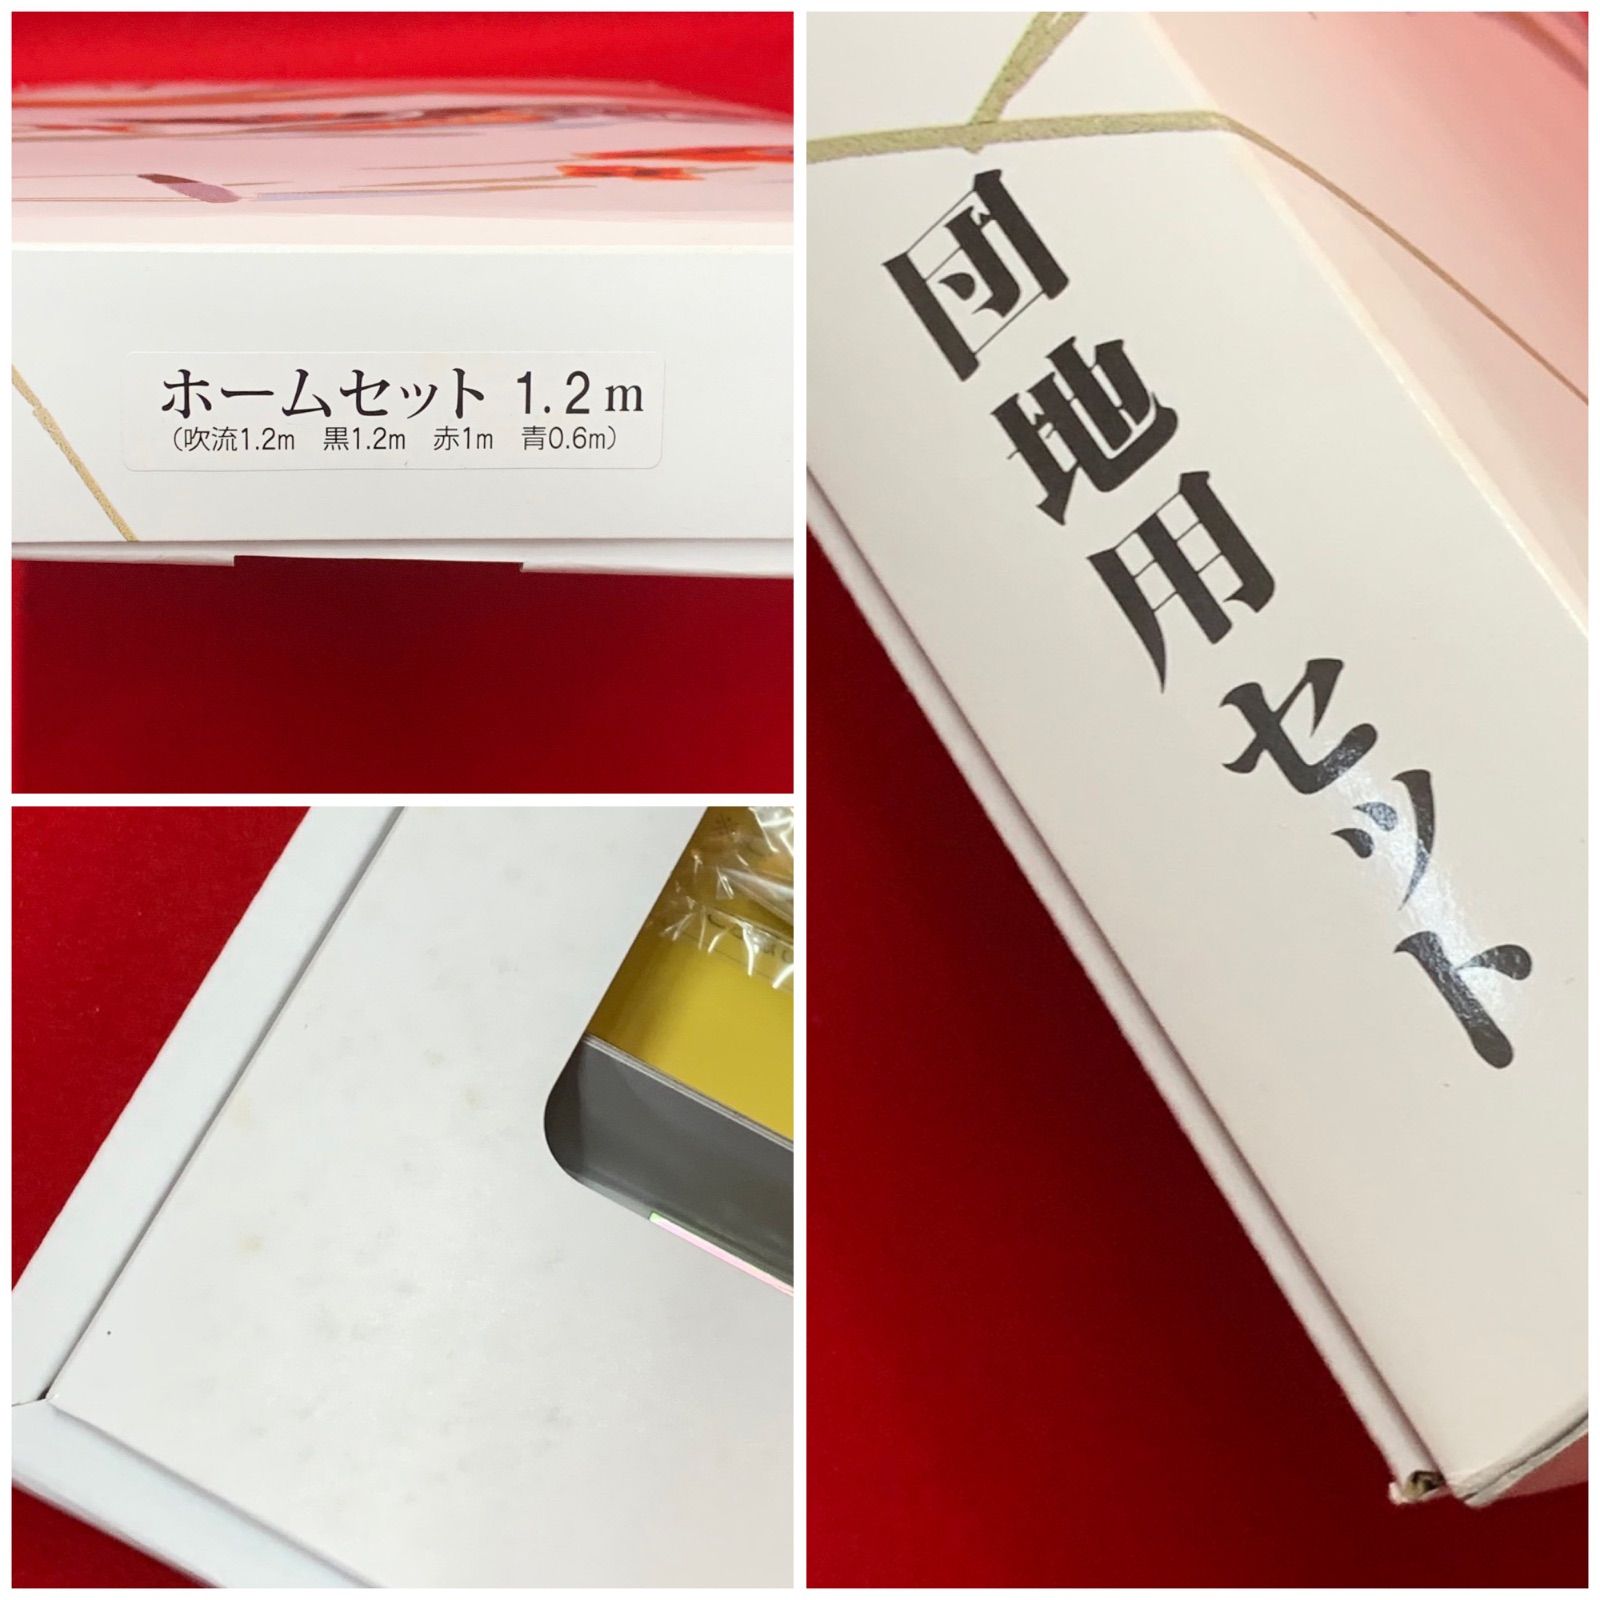 ホームセット 1.2m
（吹流1.2m　黒1.2m　赤1m　青0.6m）
団地用セット